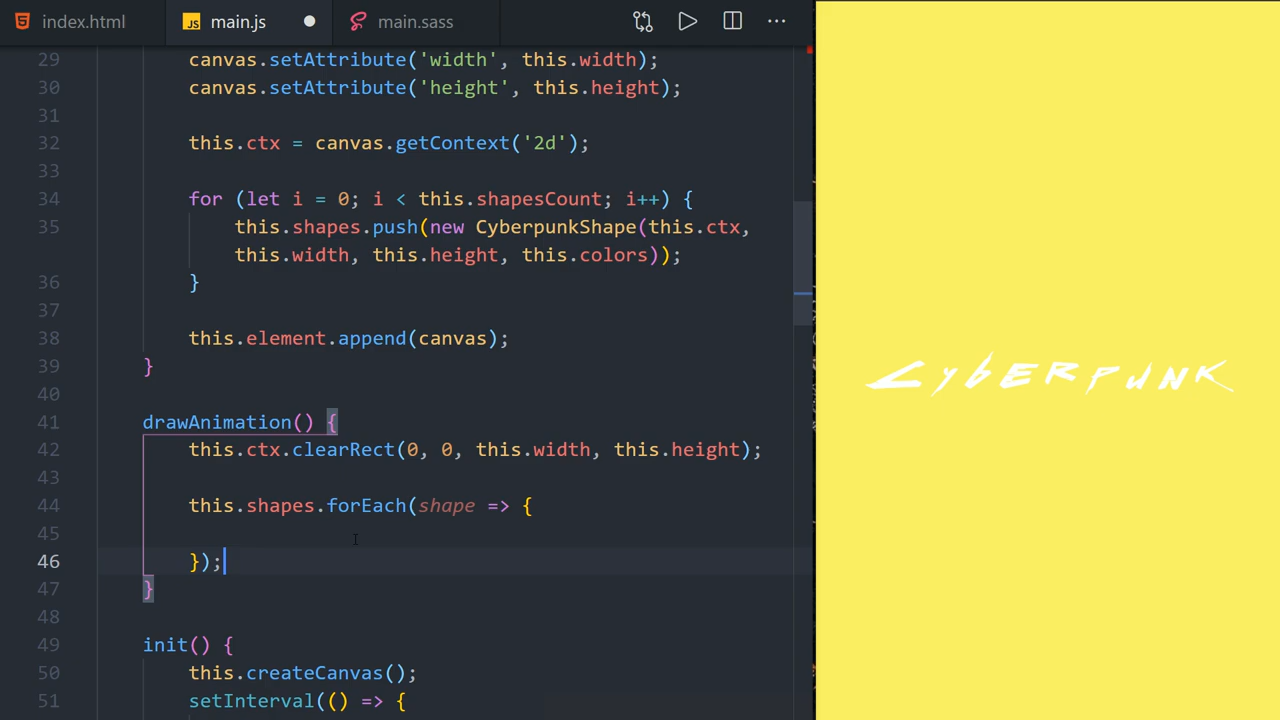 index.html
JS main.js
main.sass
29 canvas.setAttribute('width', this.width);
30 canvas.setAttribute('height', this.height);
31
32 this.ctx = canvas.getContext('2d');
33
34 for (let i = 0; i < this.shapesCount; i++) {
35 this.shapes.push(new CyberpunkShape(this.ctx,
this.width, this.height, this.colors));
36 }
37
38 this.element.append(canvas);
39 }
40
41 drawAnimation() {
42 this.ctx.clearRect(0, 0, this.width, this.height);
43
44 this.shapes.forEach(shape => {
45
46 });
47 }
48
49 init() {
50 this.createCanvas();
51 setInterval(() => {
CYbERPUNK